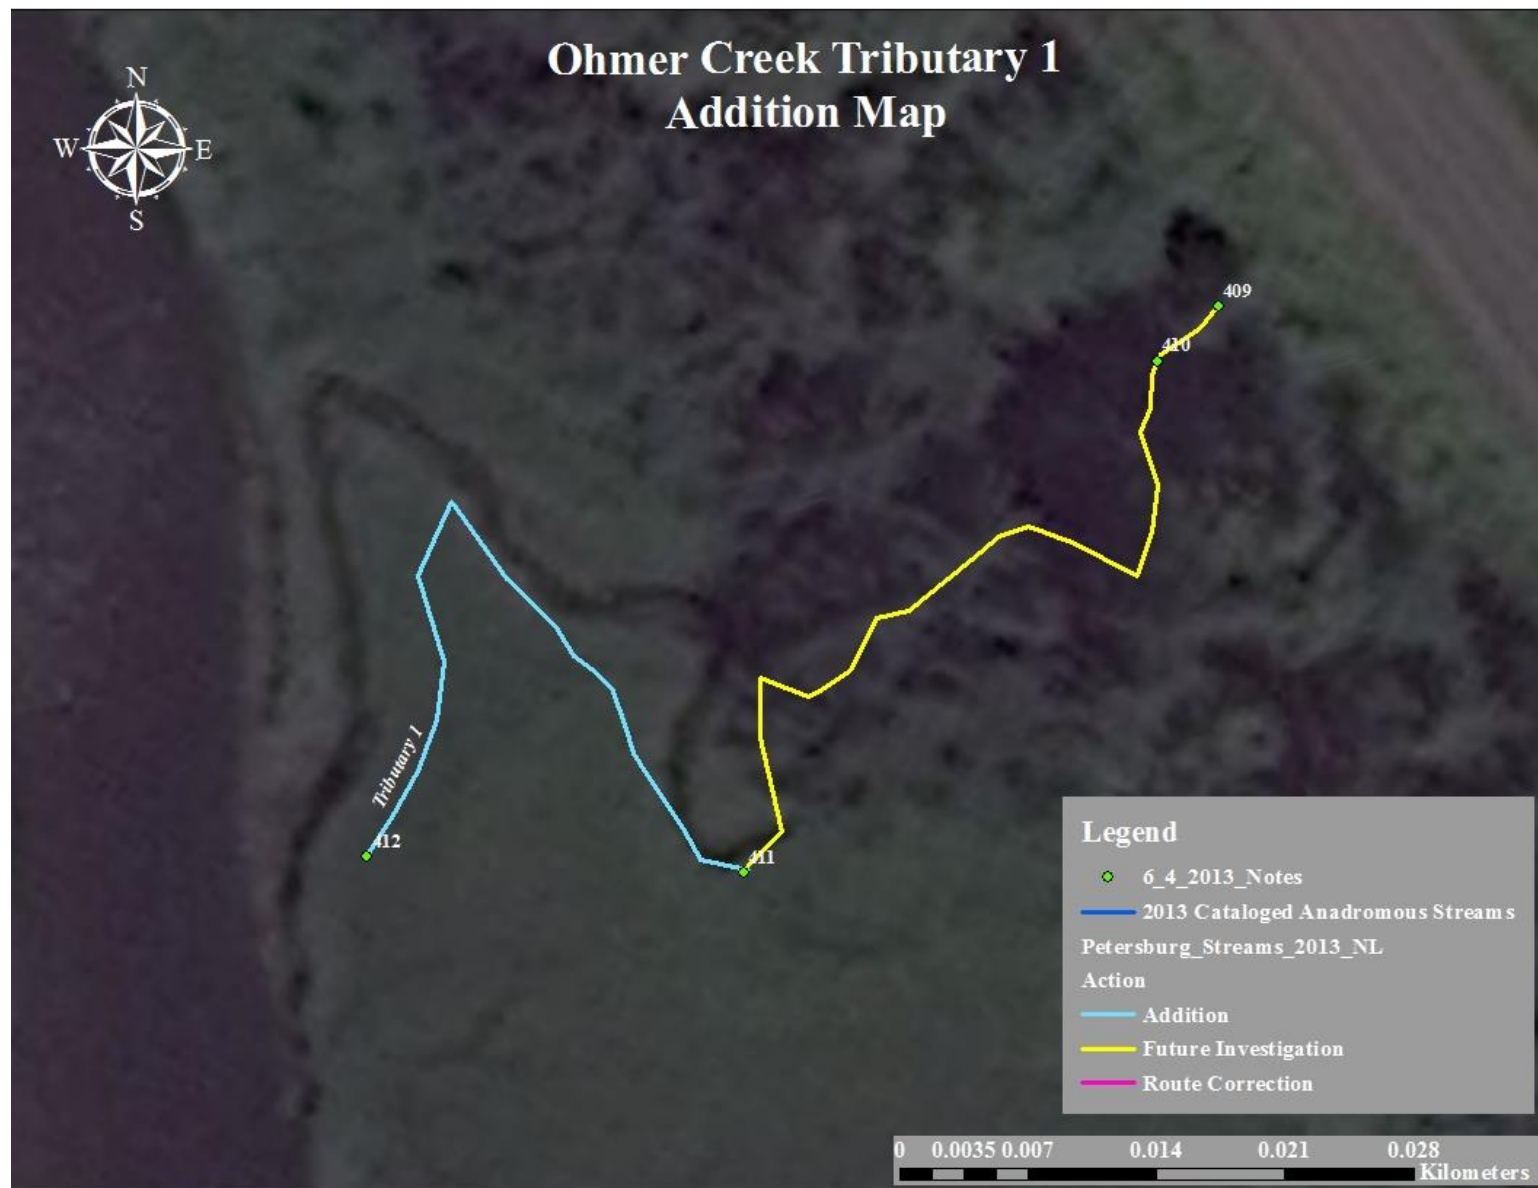 Ohmer Creek Tributary 1
Addition Map
N
W E
S
409
410
Tributary 1
412
411
Legend
6_4_2013_Notes
2013 Cataloged Anadromous Streams
Petersburg_Streams_2013_NL
Action
Addition
Future Investigation
Route Correction
0 0.0035 0.007 0.014 0.021 0.028
Kilometers